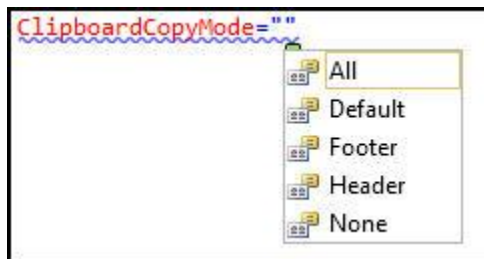 ClipboardCopyMode=""
All
Default
Footer
Header
None